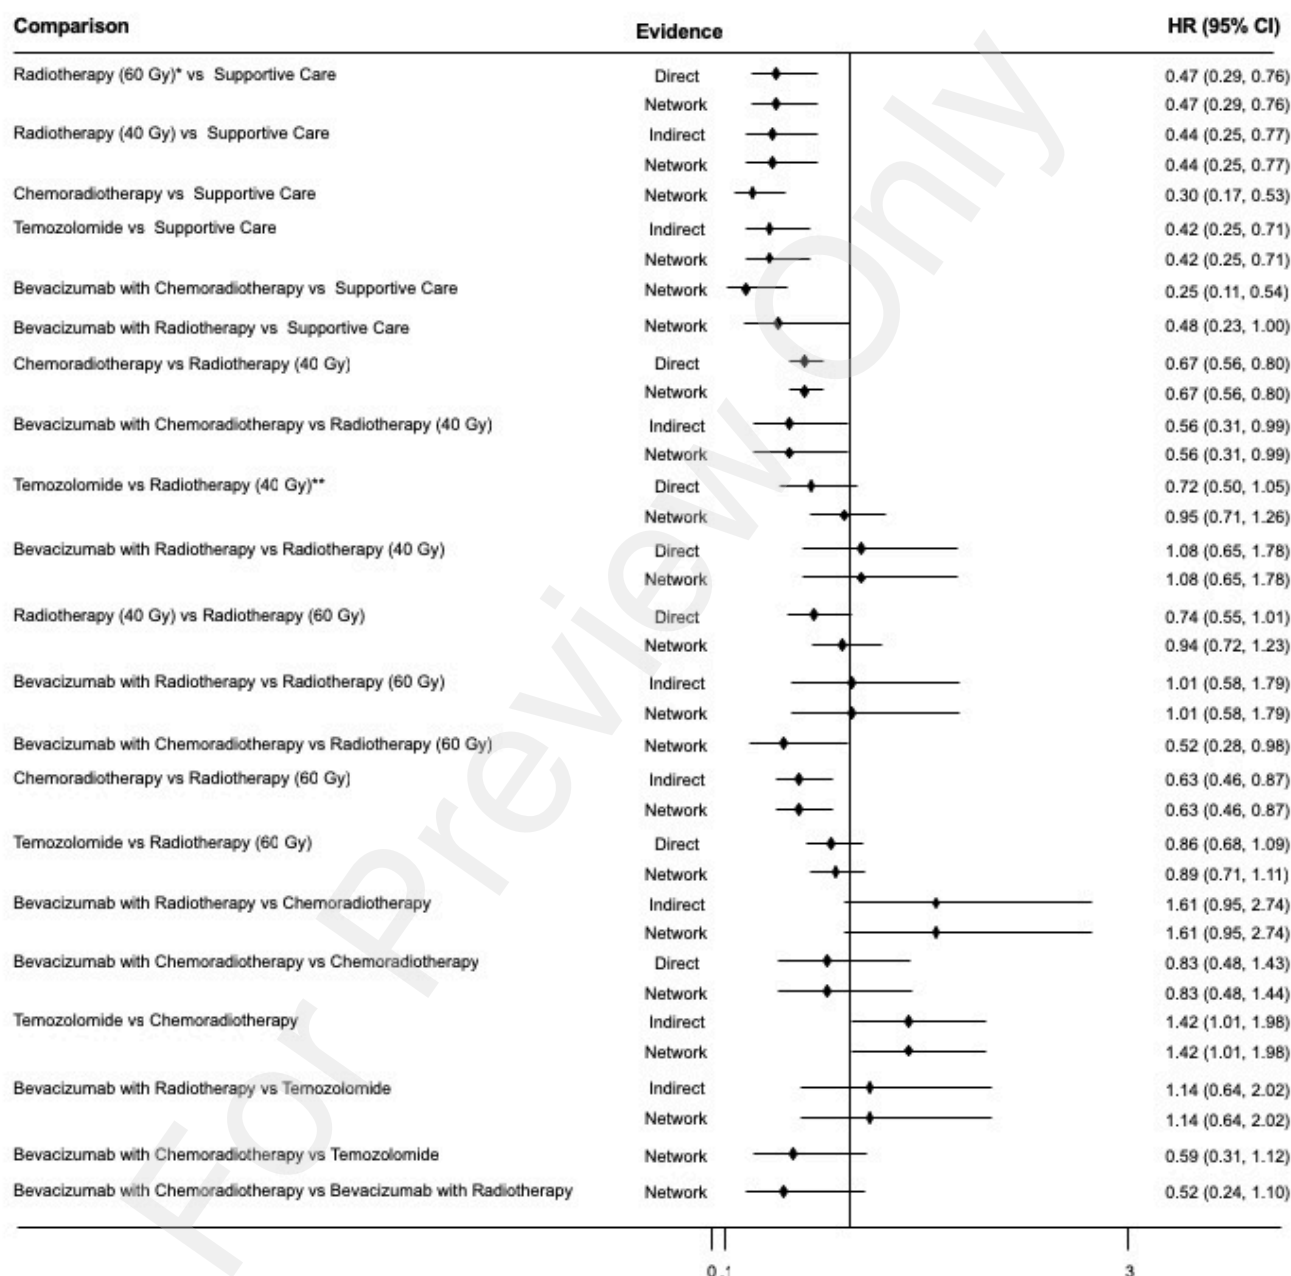 Comparison Evidence HR (95% CI)
Radiotherapy (60 Gy)* vs Supportive Care Direct 0.47 (0.29, 0.76)
Network 0.47 (0.29, 0.76)
Radiotherapy (40 Gy) vs Supportive Care Indirect 0.44 (0.25, 0.77)
Network 0.44 (0.25, 0.77)
Chemoradiotherapy vs Supportive Care Network 0.30 (0.17, 0.53)
Temozolomide vs Supportive Care Indirect 0.42 (0.25, 0.71)
Network 0.42 (0.25, 0.71)
Bevacizumab with Chemoradiotherapy vs Supportive Care Network 0.25 (0.11, 0.54)
Bevacizumab with Radiotherapy vs Supportive Care Network 0.48 (0.23, 1.00)
Chemoradiotherapy vs Radiotherapy (40 Gy) Direct 0.67 (0.56, 0.80)
Network 0.67 (0.56, 0.80)
Bevacizumab with Chemoradiotherapy vs Radiotherapy (40 Gy) Indirect 0.56 (0.31, 0.99)
Network 0.56 (0.31, 0.99)
Temozolomide vs Radiotherapy (40 Gy)** Direct 0.72 (0.50, 1.05)
Network 0.95 (0.71, 1.26)
Bevacizumab with Radiotherapy vs Radiotherapy (40 Gy) Direct 1.08 (0.65, 1.78)
Network 1.08 (0.65, 1.78)
Radiotherapy (40 Gy) vs Radiotherapy (60 Gy) Direct 0.74 (0.55, 1.01)
Network 0.94 (0.72, 1.23)
Bevacizumab with Radiotherapy vs Radiotherapy (60 Gy) Indirect 1.01 (0.58, 1.79)
Network 1.01 (0.58, 1.79)
Bevacizumab with Chemoradiotherapy vs Radiotherapy (60 Gy) Network 0.52 (0.28, 0.98)
Chemoradiotherapy vs Radiotherapy (60 Gy) Indirect 0.63 (0.46, 0.87)
Network 0.63 (0.46, 0.87)
Temozolomide vs Radiotherapy (60 Gy) Direct 0.86 (0.68, 1.09)
Network 0.89 (0.71, 1.11)
Bevacizumab with Radiotherapy vs Chemoradiotherapy Indirect 1.61 (0.95, 2.74)
Network 1.61 (0.95, 2.74)
Bevacizumab with Chemoradiotherapy vs Chemoradiotherapy Direct 0.83 (0.48, 1.43)
Network 0.83 (0.48, 1.44)
Temozolomide vs Chemoradiotherapy Indirect 1.42 (1.01, 1.98)
Network 1.42 (1.01, 1.98)
Bevacizumab with Radiotherapy vs Temozolomide Indirect 1.14 (0.64, 2.02)
Network 1.14 (0.64, 2.02)
Bevacizumab with Chemoradiotherapy vs Temozolomide Network 0.59 (0.31, 1.12)
Bevacizumab with Chemoradiotherapy vs Bevacizumab with Radiotherapy Network 0.52 (0.24, 1.10)
0.1 3
For Preview Only